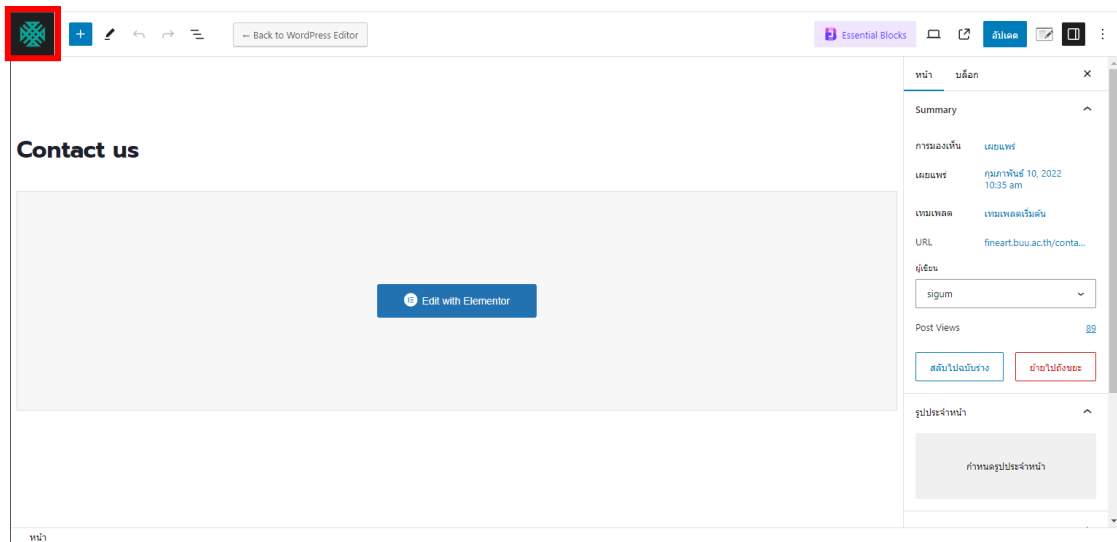 ← Back to WordPress Editor
Essential Blocks
อัปเดต
หน้า
บล็อก
Summary
Contact us
การมองเห็น
เผยแพร่
เผยแพร่
กุมภาพันธ์ 10, 2022
10:35 am
เทมเพลต
เทมเพลตเริ่มต้น
URL
fineart.buu.ac.th/conta...
ผู้เขียน
Edit with Elementor
sigum
Post Views
89
สลับไปฉบับร่าง
ย้ายไปถังขยะ
รูปประจำหน้า
กำหนดรูปประจำหน้า
หน้า